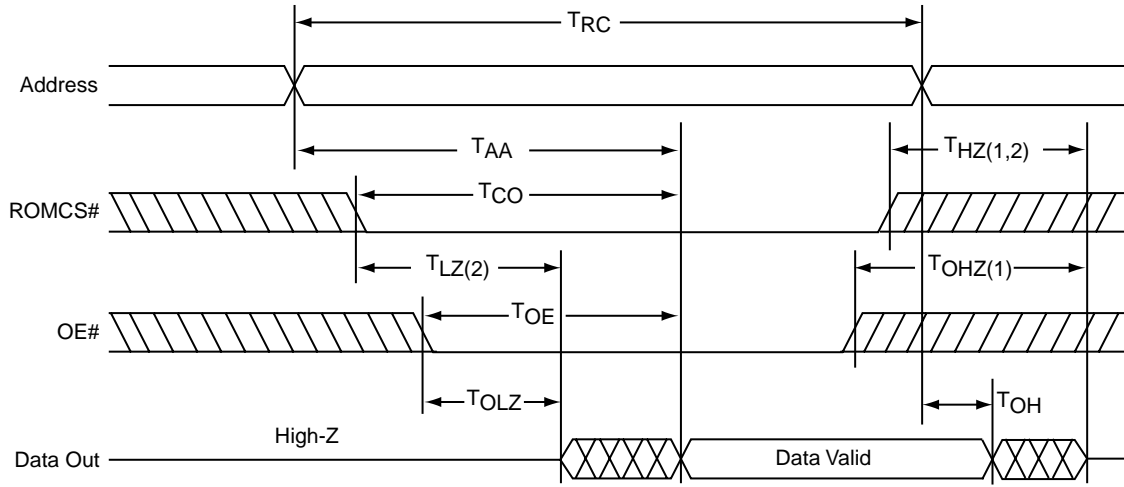 TRC
Address
TAA
THZ(1,2)
TCO
ROMCS#
TLZ(2)
TOHZ(1)
TOE
OE#
TOLZ
TOH
High-Z
Data Out
Data Valid